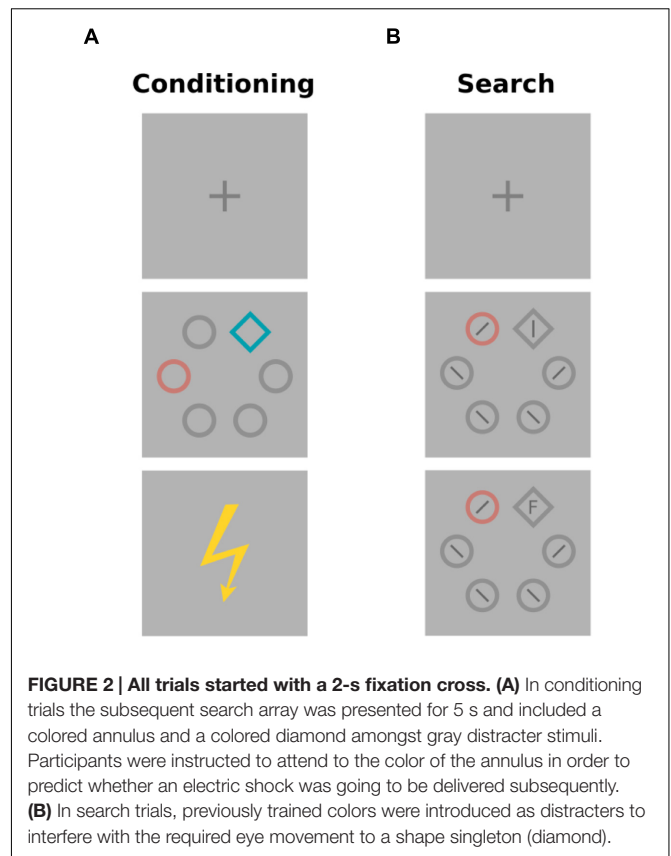 A
B
Conditioning
Search
F
FIGURE 2 | All trials started with a 2-s fixation cross. (A) In conditioning
trials the subsequent search array was presented for 5 s and included a
colored annulus and a colored diamond amongst gray distracter stimuli.
Participants were instructed to attend to the color of the annulus in order to
predict whether an electric shock was going to be delivered subsequently.
(B) In search trials, previously trained colors were introduced as distracters to
interfere with the required eye movement to a shape singleton (diamond).